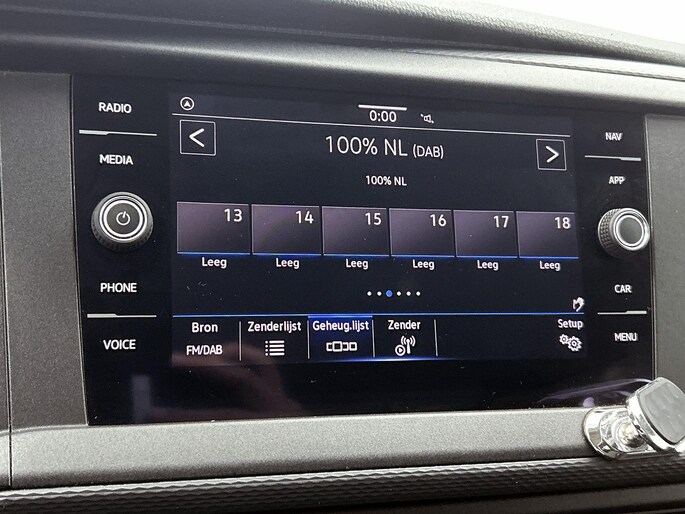 RADIO
MEDIA
PHONE
VOICE
0:00
100% NL (DAB)
100% NL
13 14 15 16 17 18
Leeg Leeg Leeg Leeg Leeg Leeg
Bron Zenderlijst Geheug.lijst Zender Setup
FM/DAB
NAV
APP
CAR
MENU